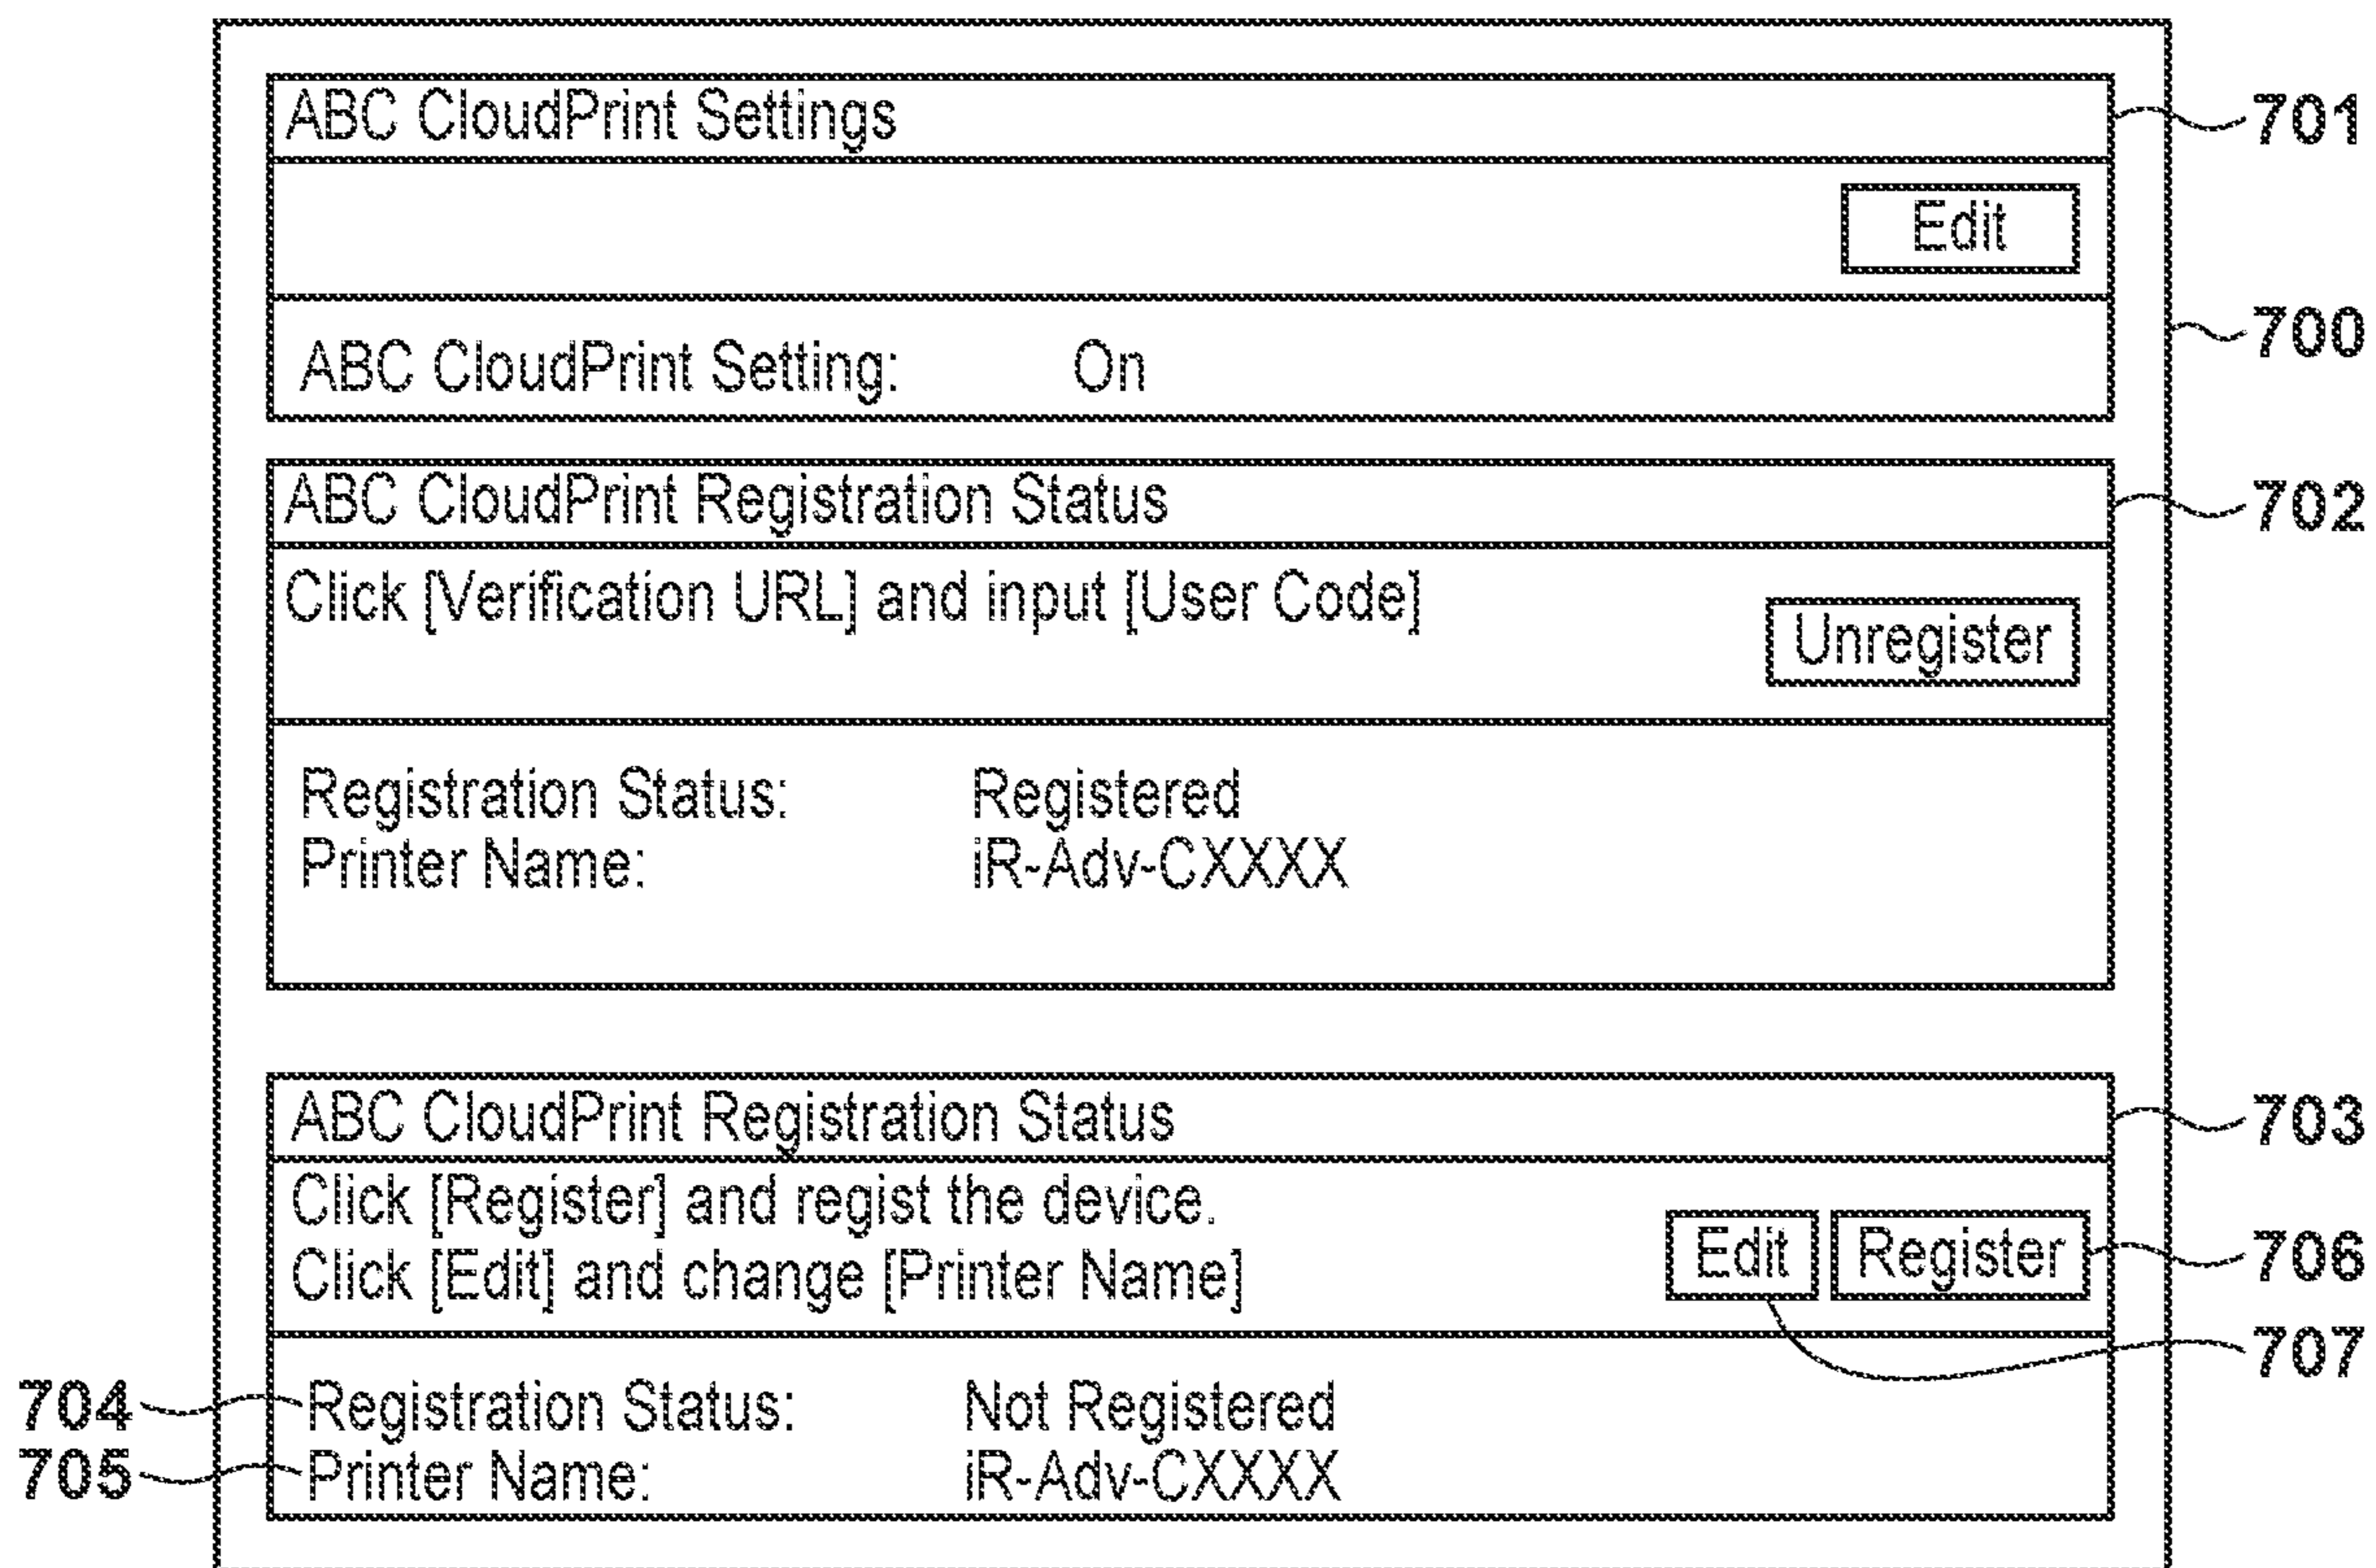 ABC CloudPrint Settings
701
Edit
700
ABC CloudPrint Setting: On
ABC CloudPrint Registration Status
702
Click [Verification URL] and input [User Code]
Unregister
Registration Status: Registered
Printer Name: iR-Adv-CXXXX
ABC CloudPrint Registration Status
703
Click [Register] and regist the device.
Click [Edit] and change [Printer Name]
Edit Register
706
707
704 Registration Status: Not Registered
705 Printer Name: iR-Adv-CXXXX